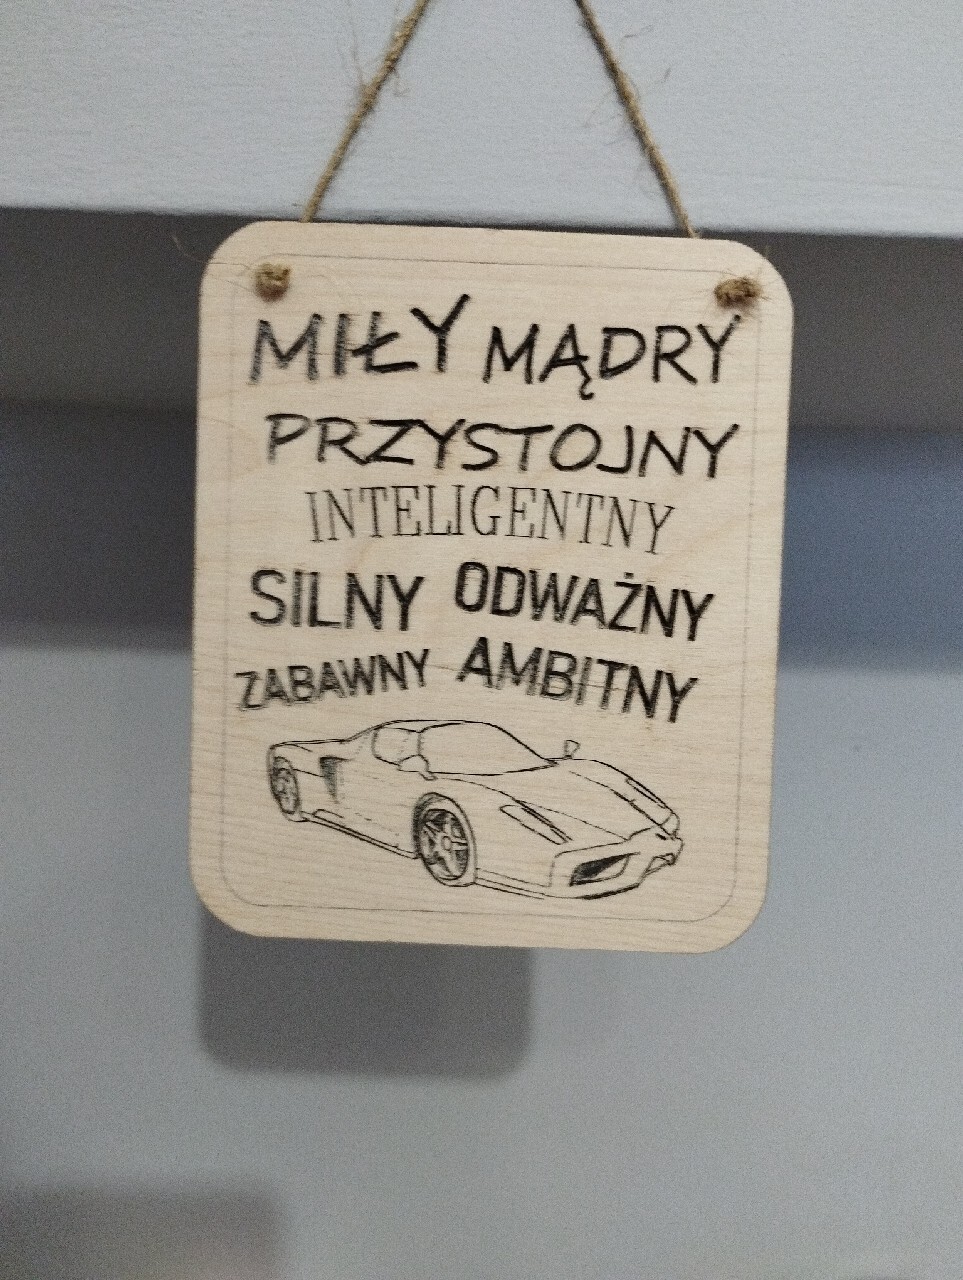 MIŁY MĄDRY
PRZYSTOJNY
INTELIGENTNY
SILNY ODWAŻNY
ZABAWNY AMBITNY